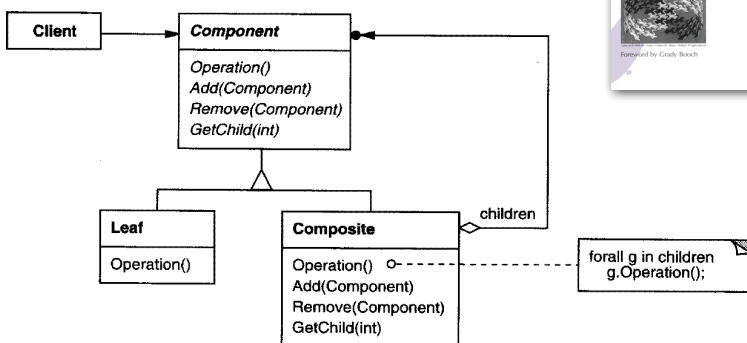 Client
Component
Operation()
Add(Component)
Remove(Component)
GetChild(int)
Foreword by Grady Booch
Leaf
Operation()
Composite
Operation()
Add(Component)
Remove(Component)
GetChild(int)
children
forall g in children
g.Operation();